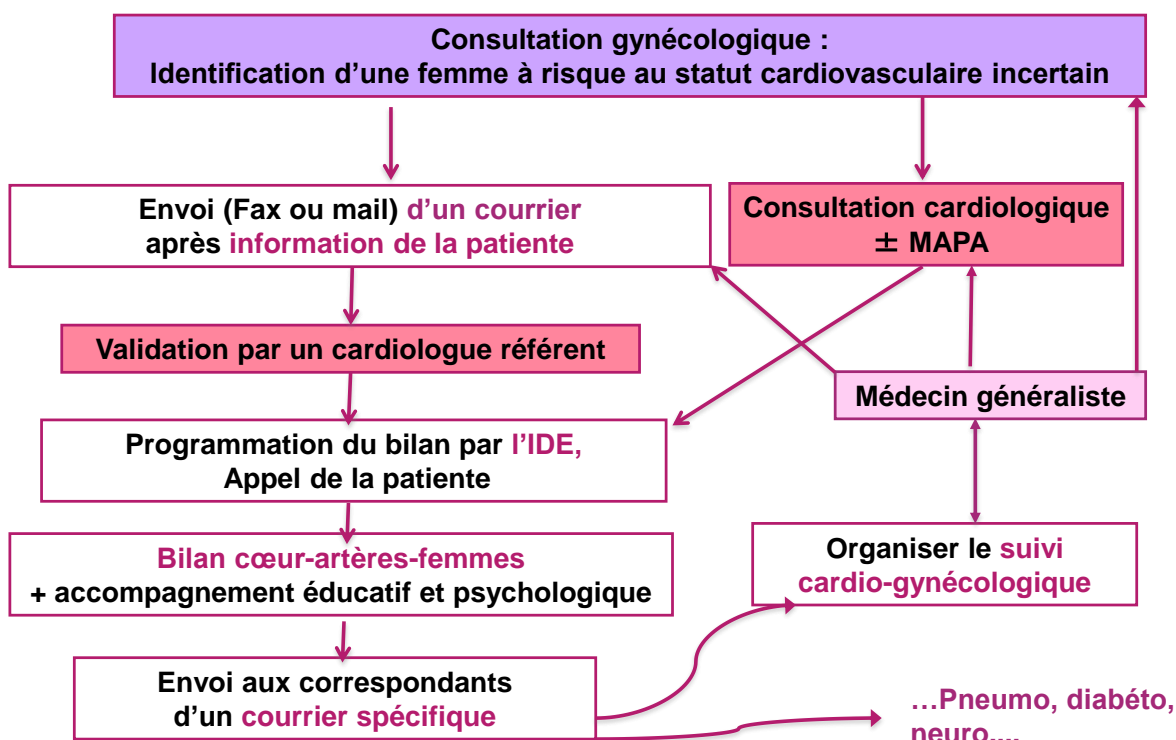 Consultation gynécologique :
Identification d'une femme à risque au statut cardiovasculaire incertain
Envoi (Fax ou mail) d'un courrier
après information de la patiente
Consultation cardiologique
± MAPA
Validation par un cardiologue référent
Médecin généraliste
Programmation du bilan par l'IDE,
Appel de la patiente
Bilan cœur-artères-femmes
+ accompagnement éducatif et psychologique
Organiser le suivi
cardio-gynécologique
Envoi aux correspondants
d'un courrier spécifique
…Pneumo, diabéto,
neuro....